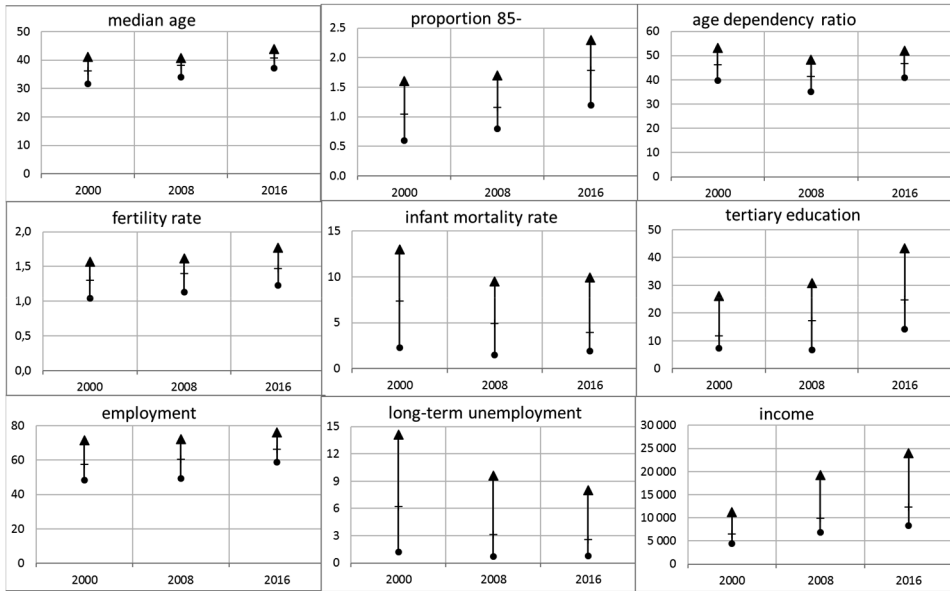 median age
50
40
30
20
10
0
2000 2008 2016
proportion 85-
2.5
2.0
1.5
1.0
0.5
0.0
2000 2008 2016
age dependency ratio
60
50
40
30
20
10
0
2000 2008 2016
fertility rate
2,0
1,5
1,0
0,5
0,0
2000 2008 2016
infant mortality rate
15
10
5
0
2000 2008 2016
tertiary education
50
40
30
20
10
0
2000 2008 2016
employment
80
60
40
20
0
2000 2008 2016
long-term unemployment
15
12
9
6
3
0
2000 2008 2016
income
30 000
25 000
20 000
15 000
10 000
5 000
0
2000 2008 2016